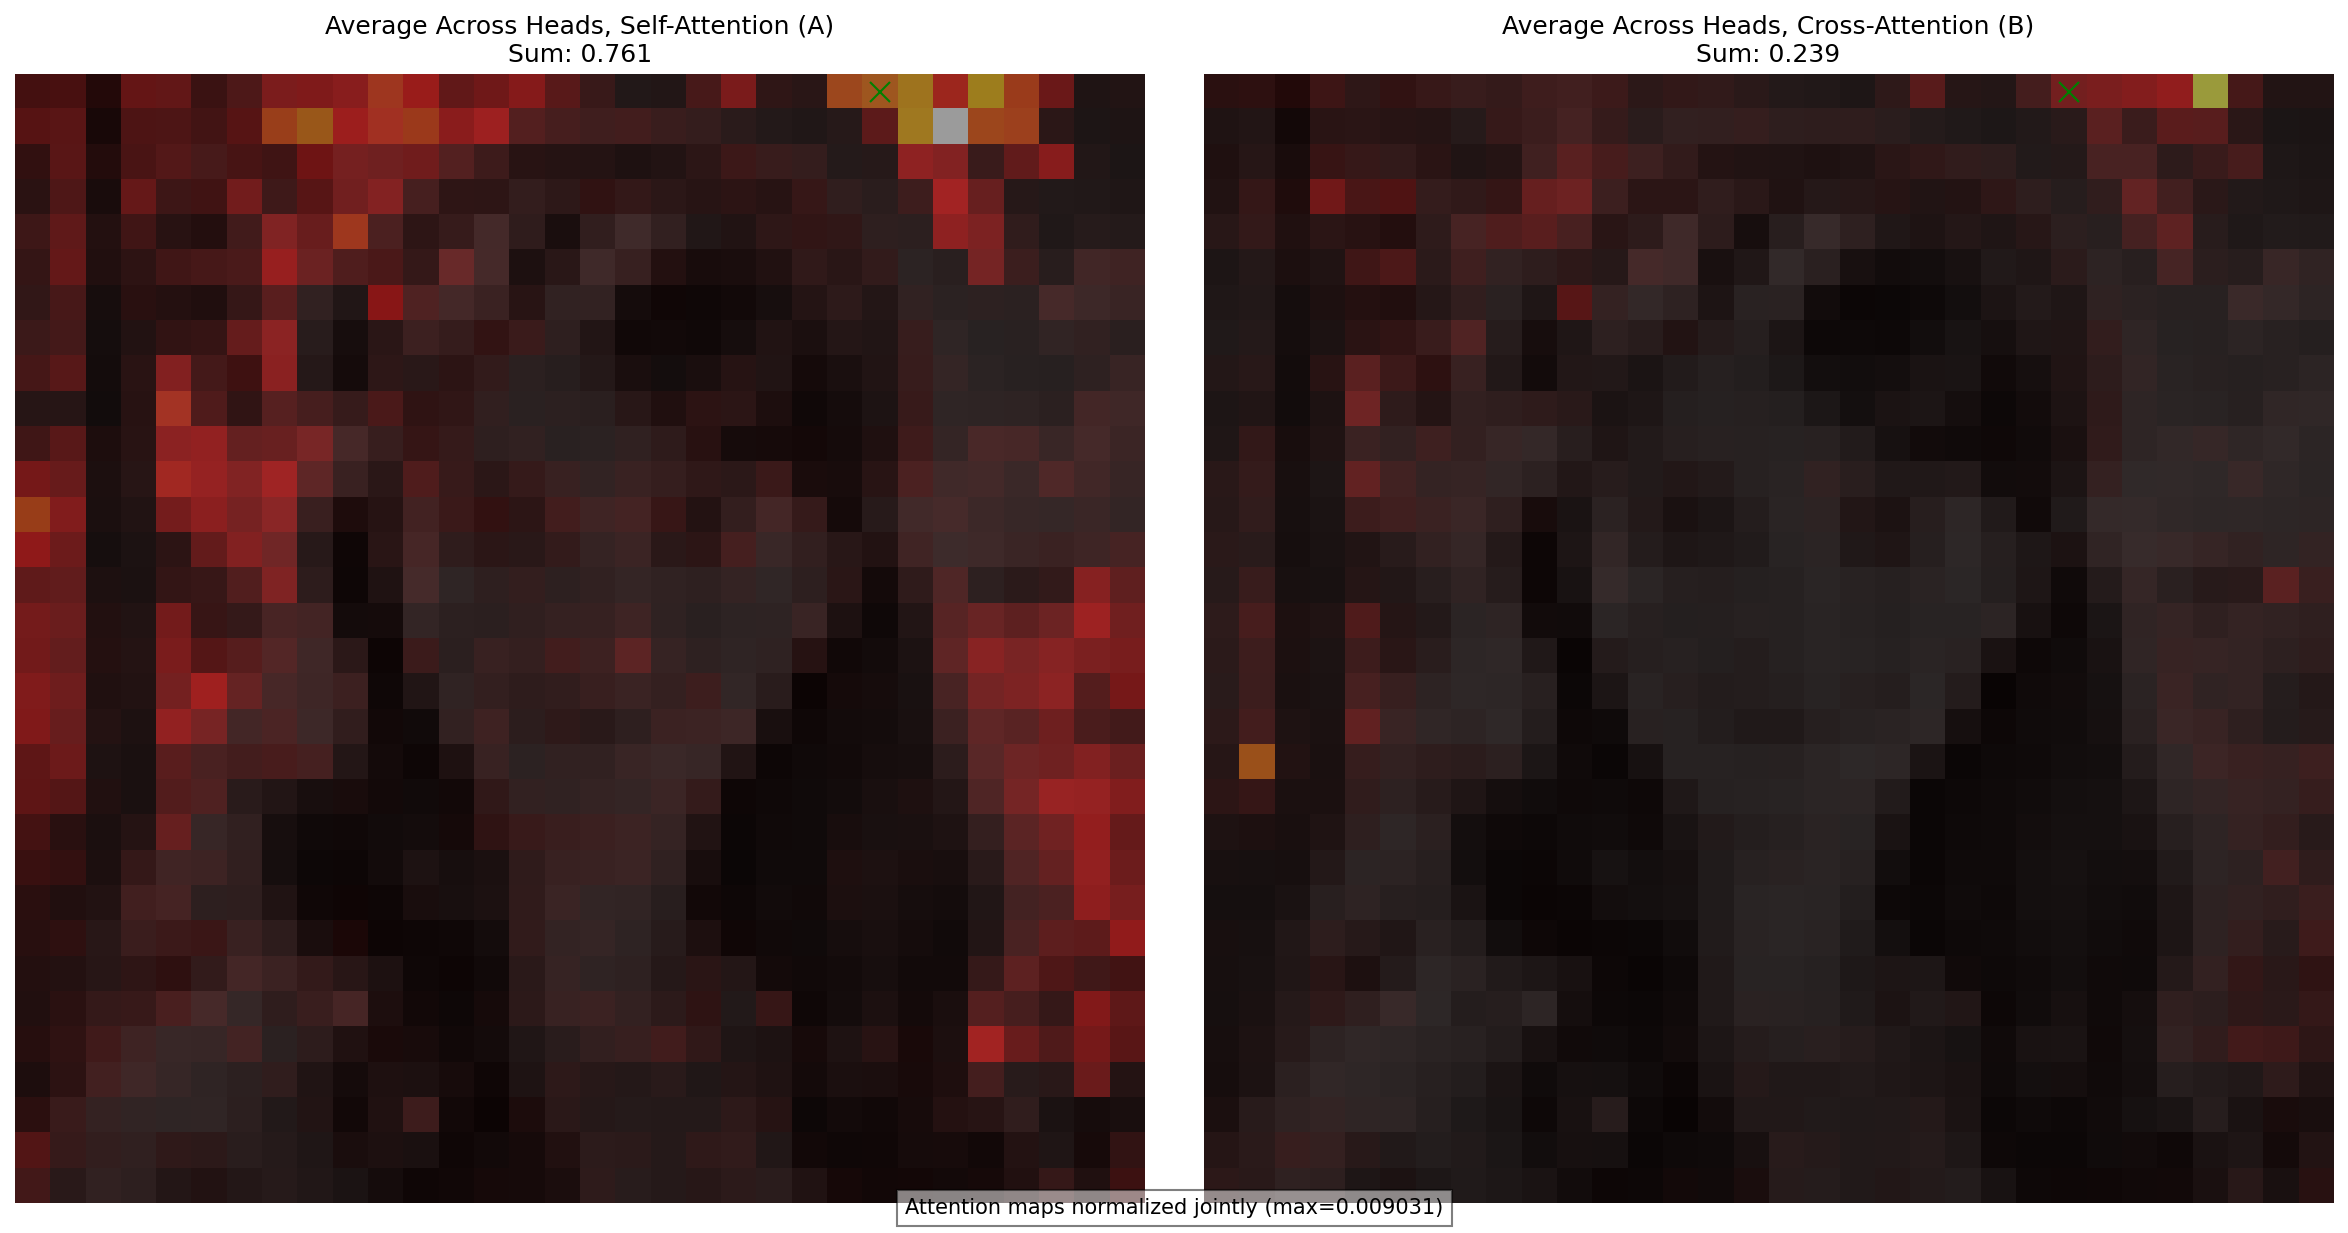 Average Across Heads, Self-Attention (A)
Sum: 0.761
Average Across Heads, Cross-Attention (B)
Sum: 0.239
Attention maps normalized jointly (max=0.009031)